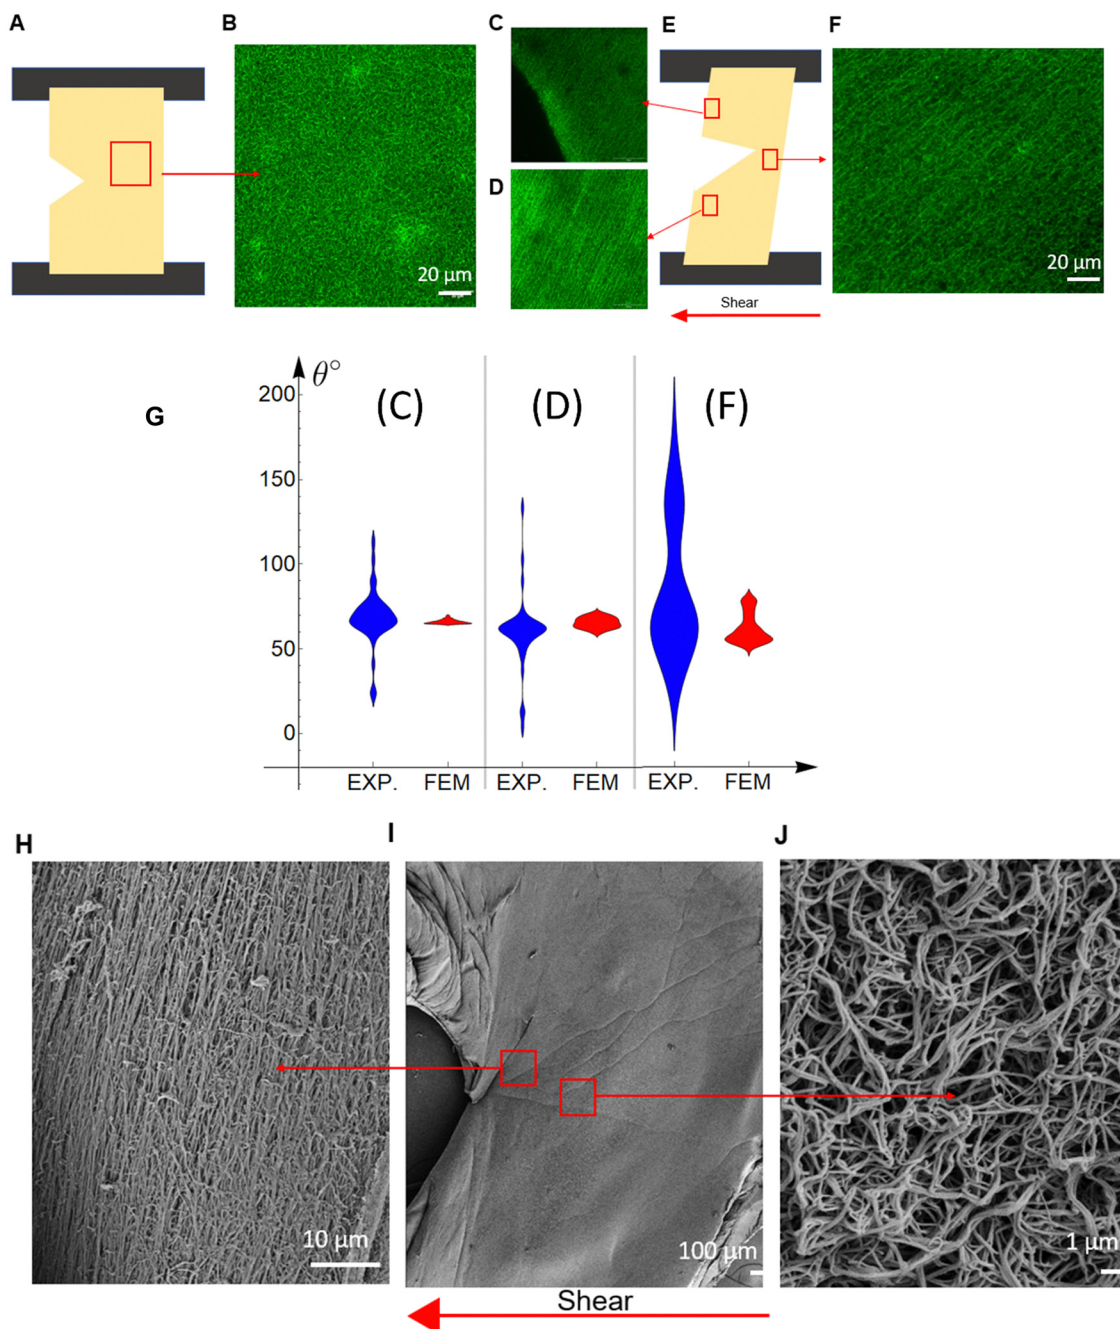 A
B
C
E
F
D
20 µm
20 µm
Shear
G
θ°
(C)
(D)
(F)
200
150
100
50
0
EXP.
FEM
EXP.
FEM
EXP.
FEM
H
I
J
10 µm
100 µm
1 µm
Shear